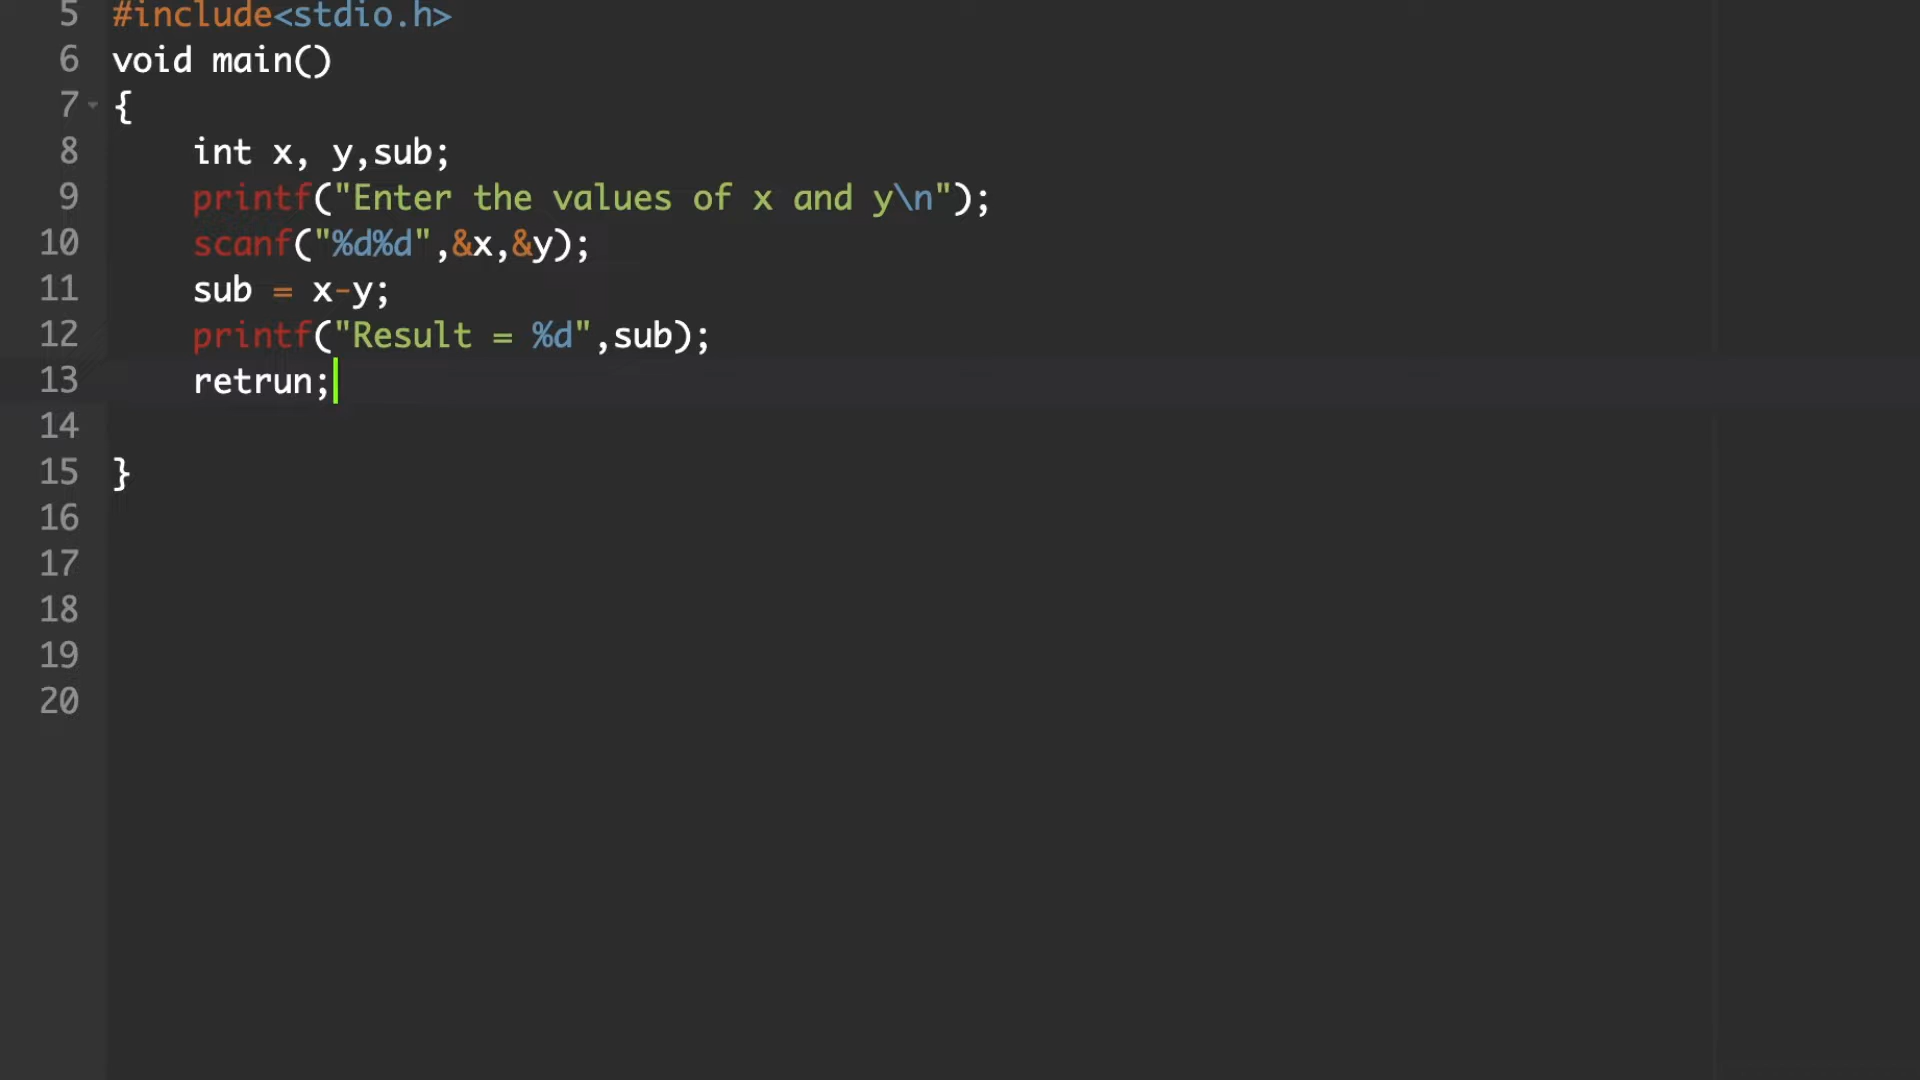 5 #include<stdio.h>
6 void main()
7 {
8 int x, y,sub;
9 printf("Enter the values of x and y\n");
10 scanf("%d%d",&x,&y);
11 sub = x-y;
12 printf("Result = %d",sub);
13 retrun;
14
15 }
16
17
18
19
20